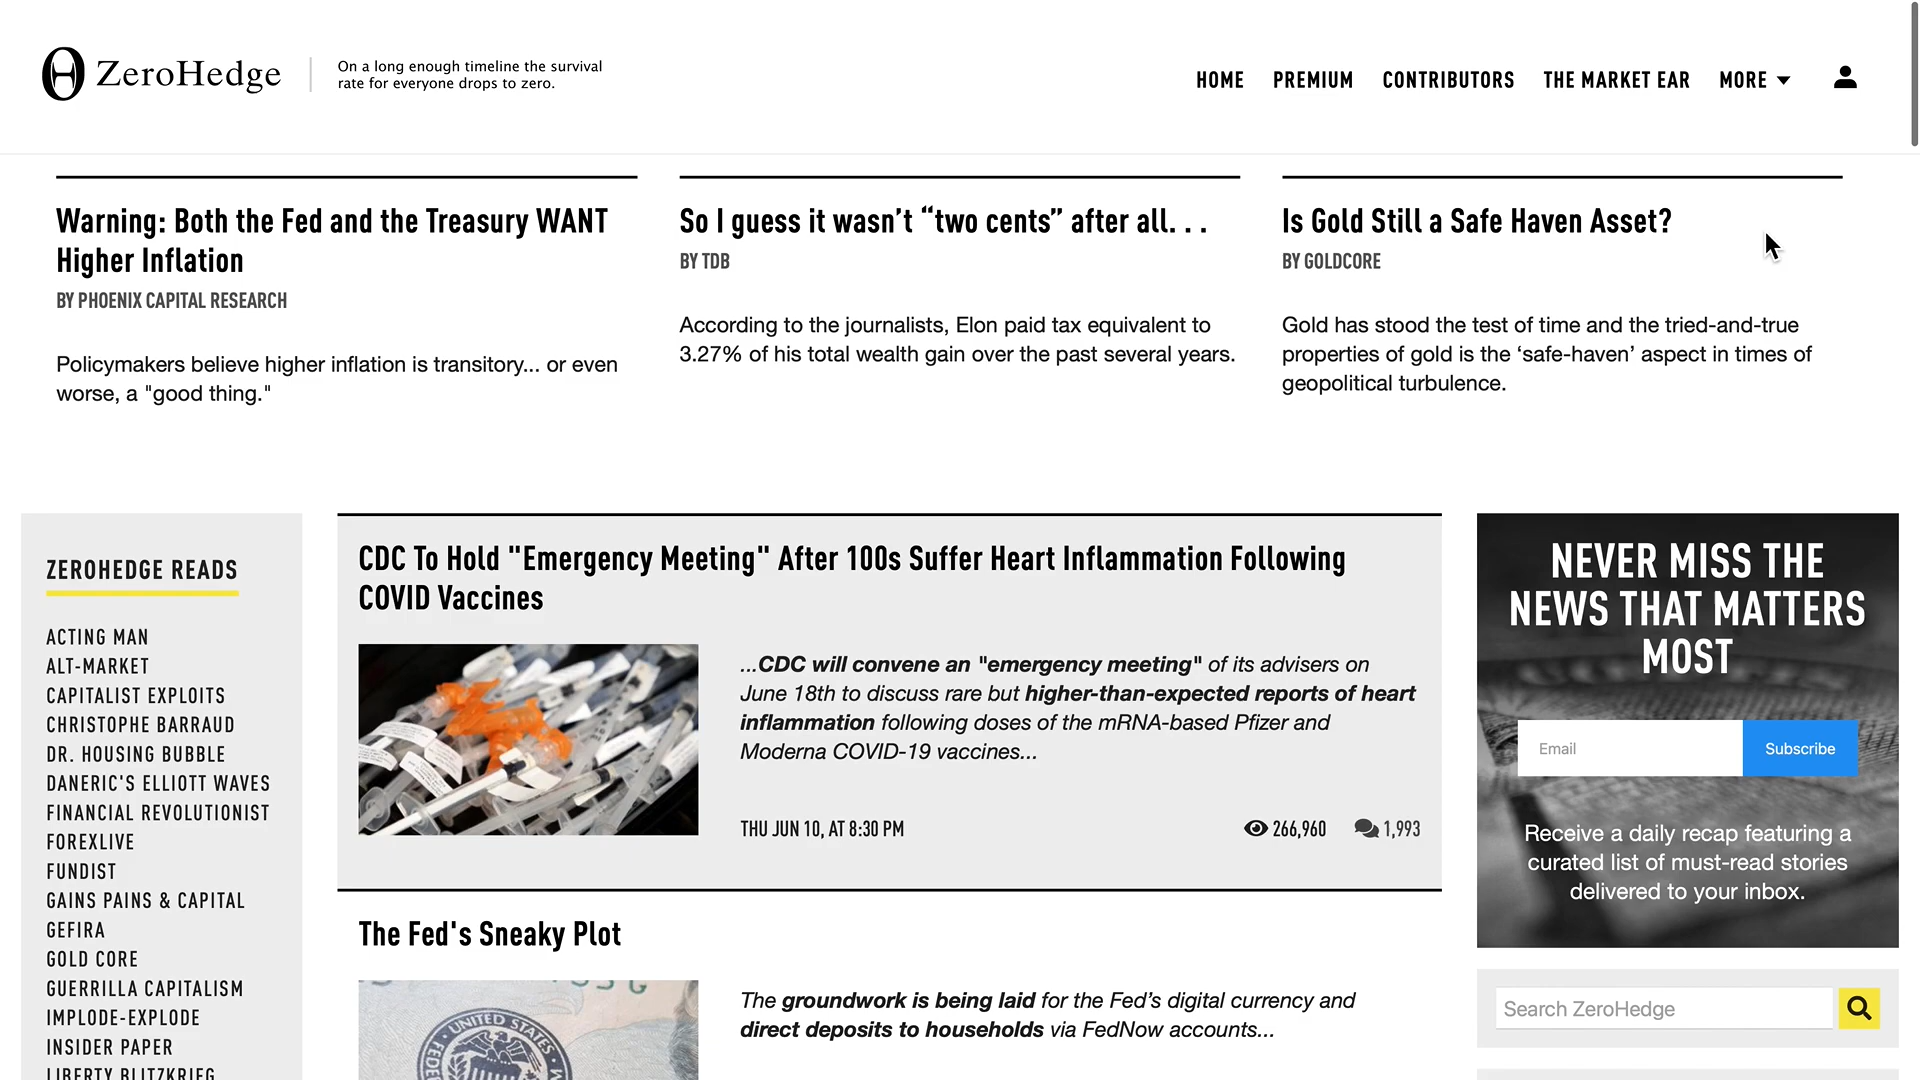 ZeroHedge
On a long enough timeline the survival
rate for everyone drops to zero.
HOME PREMIUM CONTRIBUTORS THE MARKET EAR MORE
Warning: Both the Fed and the Treasury WANT
Higher Inflation
BY PHOENIX CAPITAL RESEARCH
Policymakers believe higher inflation is transitory... or even
worse, a "good thing."
So I guess it wasn’t “two cents” after all. . .
BY TDB
According to the journalists, Elon paid tax equivalent to
3.27% of his total wealth gain over the past several years.
Is Gold Still a Safe Haven Asset?
BY GOLDCORE
Gold has stood the test of time and the tried-and-true
properties of gold is the ‘safe-haven’ aspect in times of
geopolitical turbulence.
ZEROHEDGE READS
ACTING MAN
ALT-MARKET
CAPITALIST EXPLOITS
CHRISTOPHE BARRAUD
DR. HOUSING BUBBLE
DANERIC'S ELLIOTT WAVES
FINANCIAL REVOLUTIONIST
FOREXLIVE
FUNDIST
GAINS PAINS & CAPITAL
GEFIRA
GOLD CORE
GUERRILLA CAPITALISM
IMPLODE-EXPLODE
INSIDER PAPER
LIBERTY BLITZKRIEG
CDC To Hold "Emergency Meeting" After 100s Suffer Heart Inflammation Following
COVID Vaccines
...CDC will convene an "emergency meeting" of its advisers on
June 18th to discuss rare but higher-than-expected reports of heart
inflammation following doses of the mRNA-based Pfizer and
Moderna COVID-19 vaccines...
THU JUN 10, AT 8:30 PM
266,960
1,993
The Fed's Sneaky Plot
UNITED STATES
The groundwork is being laid for the Fed’s digital currency and
direct deposits to households via FedNow accounts...
NEVER MISS THE
NEWS THAT MATTERS
MOST
Email
Subscribe
Receive a daily recap featuring a
curated list of must-read stories
delivered to your inbox.
Search ZeroHedge